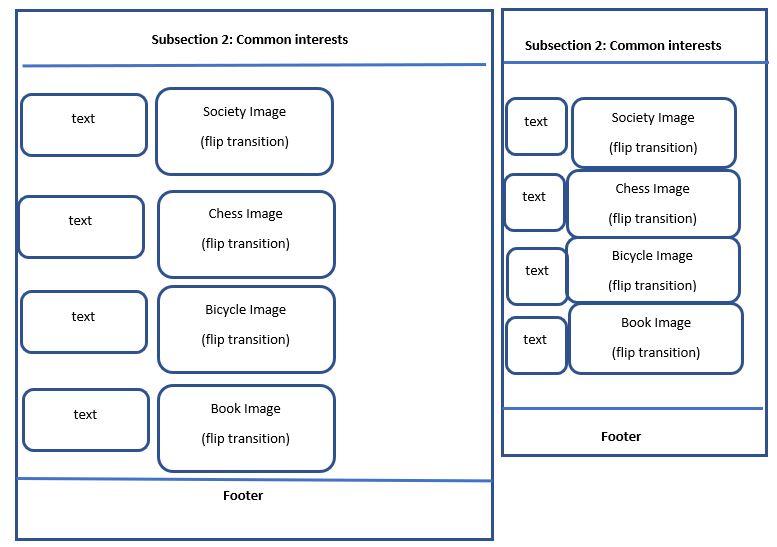 Subsection 2: Common interests
text
Society Image
(flip transition)
text
Chess Image
(flip transition)
text
Bicycle Image
(flip transition)
text
Book Image
(flip transition)
Footer
Subsection 2: Common interests
text
Society Image
(flip transition)
text
Chess Image
(flip transition)
text
Bicycle Image
(flip transition)
text
Book Image
(flip transition)
Footer